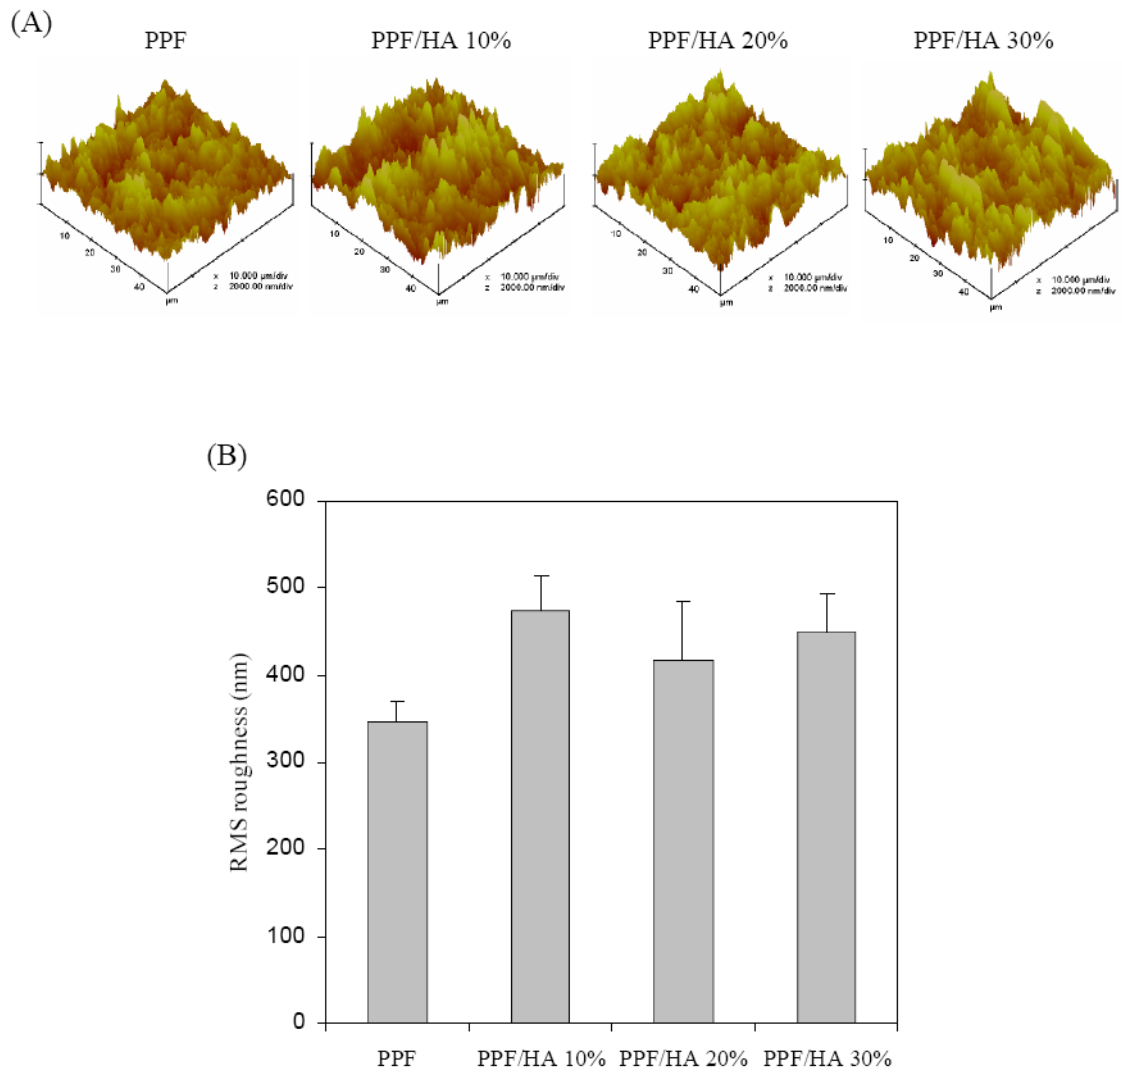 (A)
PPF PPF/HA 10% PPF/HA 20% PPF/HA 30%
10 20 30 40 µm
x 10.000 µm/div
z 2000.00 nm/div
10 20 30 40 µm
x 10.000 µm/div
z 2000.00 nm/div
10 20 30 40 µm
x 10.000 µm/div
z 2000.00 nm/div
10 20 30 40 µm
x 10.000 µm/div
z 2000.00 nm/div
(B)
RMS roughness (nm)
600
500
400
300
200
100
0
PPF PPF/HA 10% PPF/HA 20% PPF/HA 30%